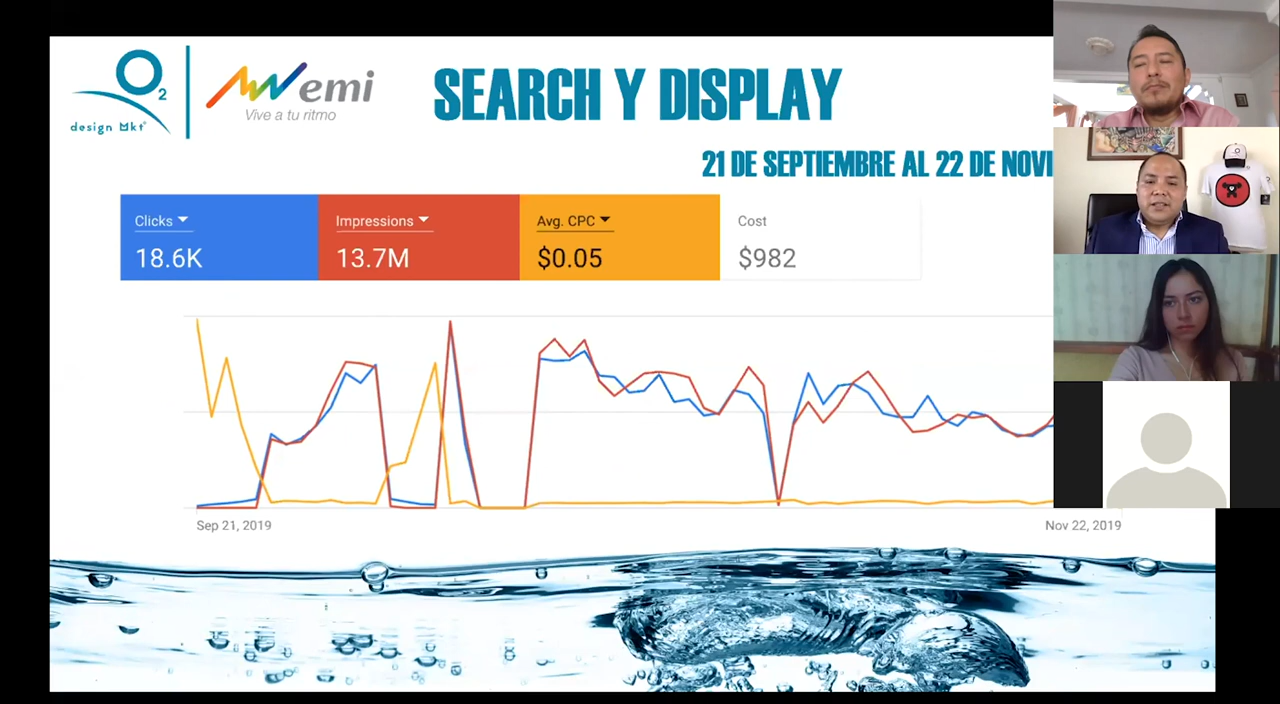 O2
design Mkt
emi
Vive a tu ritmo
SEARCH Y DISPLAY
21 DE SEPTIEMBRE AL 22 DE NOVI
Clicks
18.6K
Impressions
13.7M
Avg. CPC
$0.05
Cost
$982
Sep 21, 2019
Nov 22, 2019